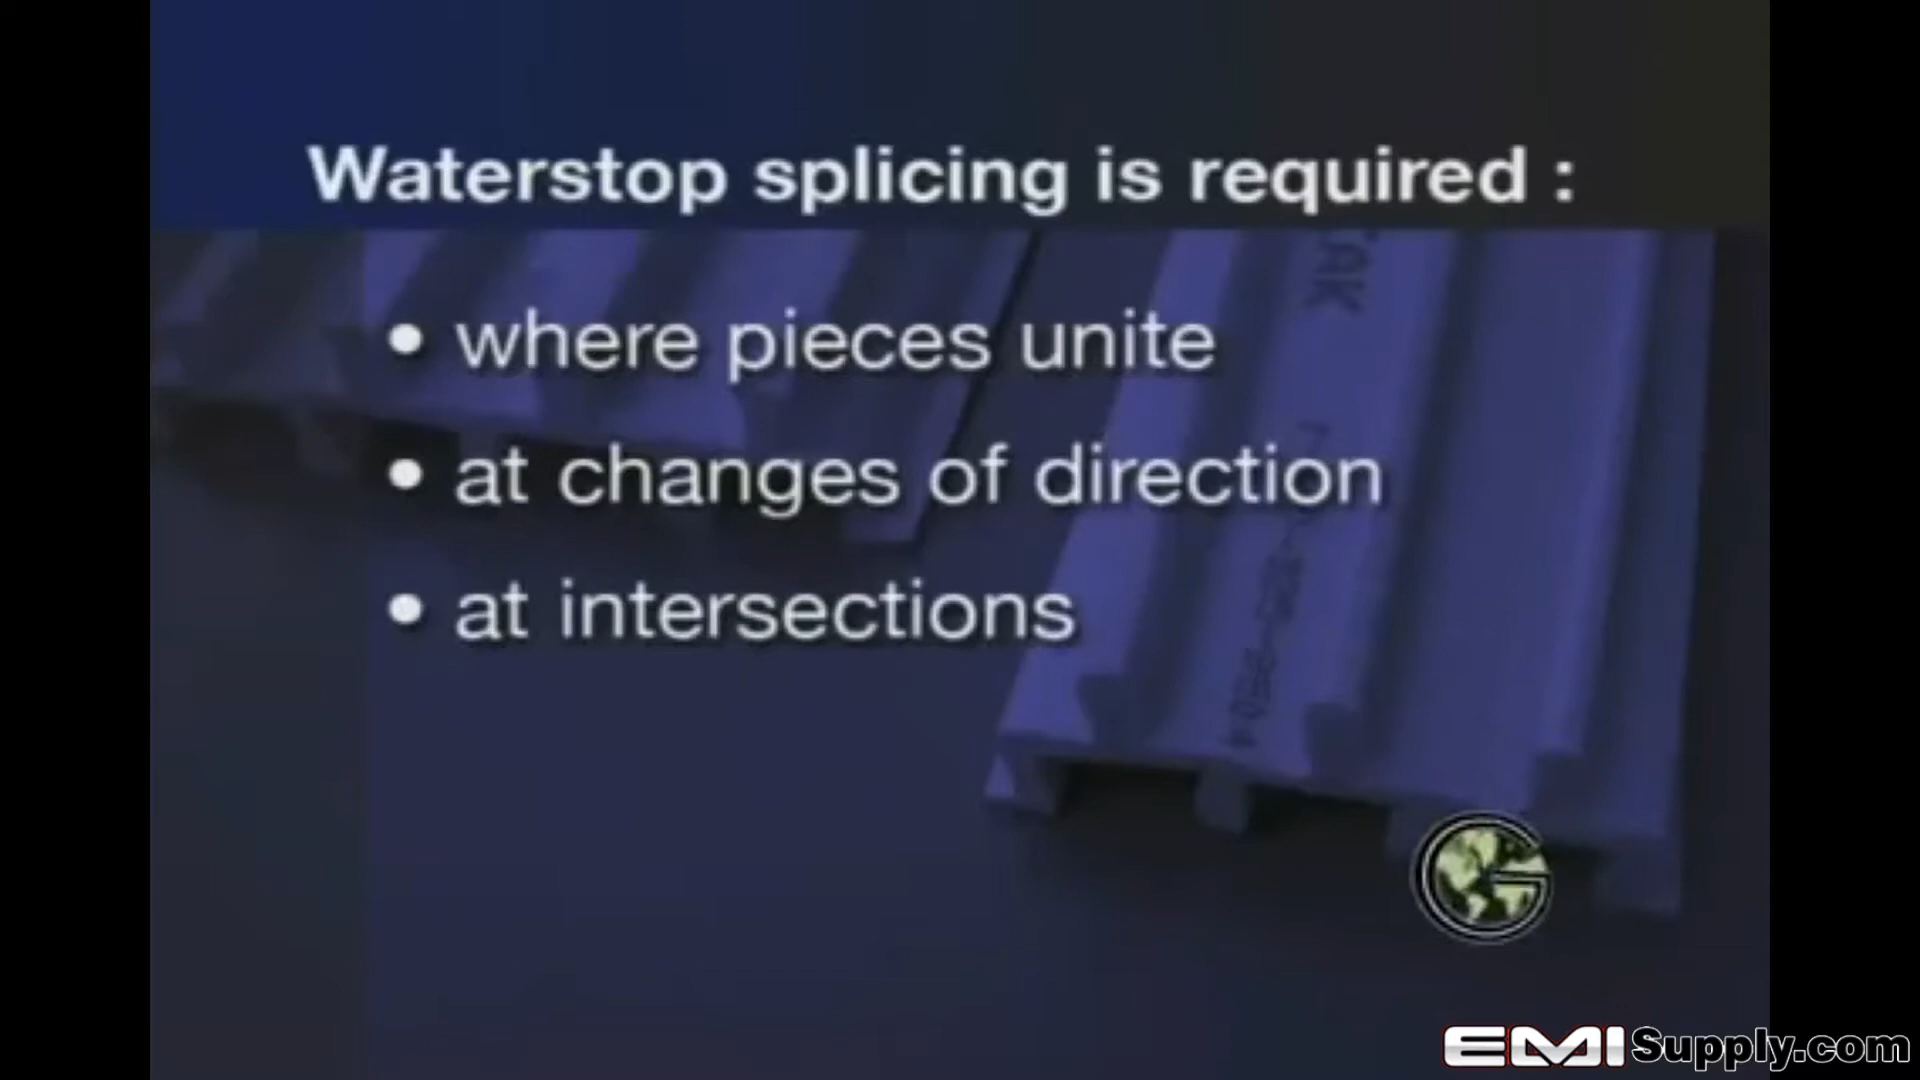 Waterstop splicing is required :
• where pieces unite
• at changes of direction
• at intersections
EMISupply.com